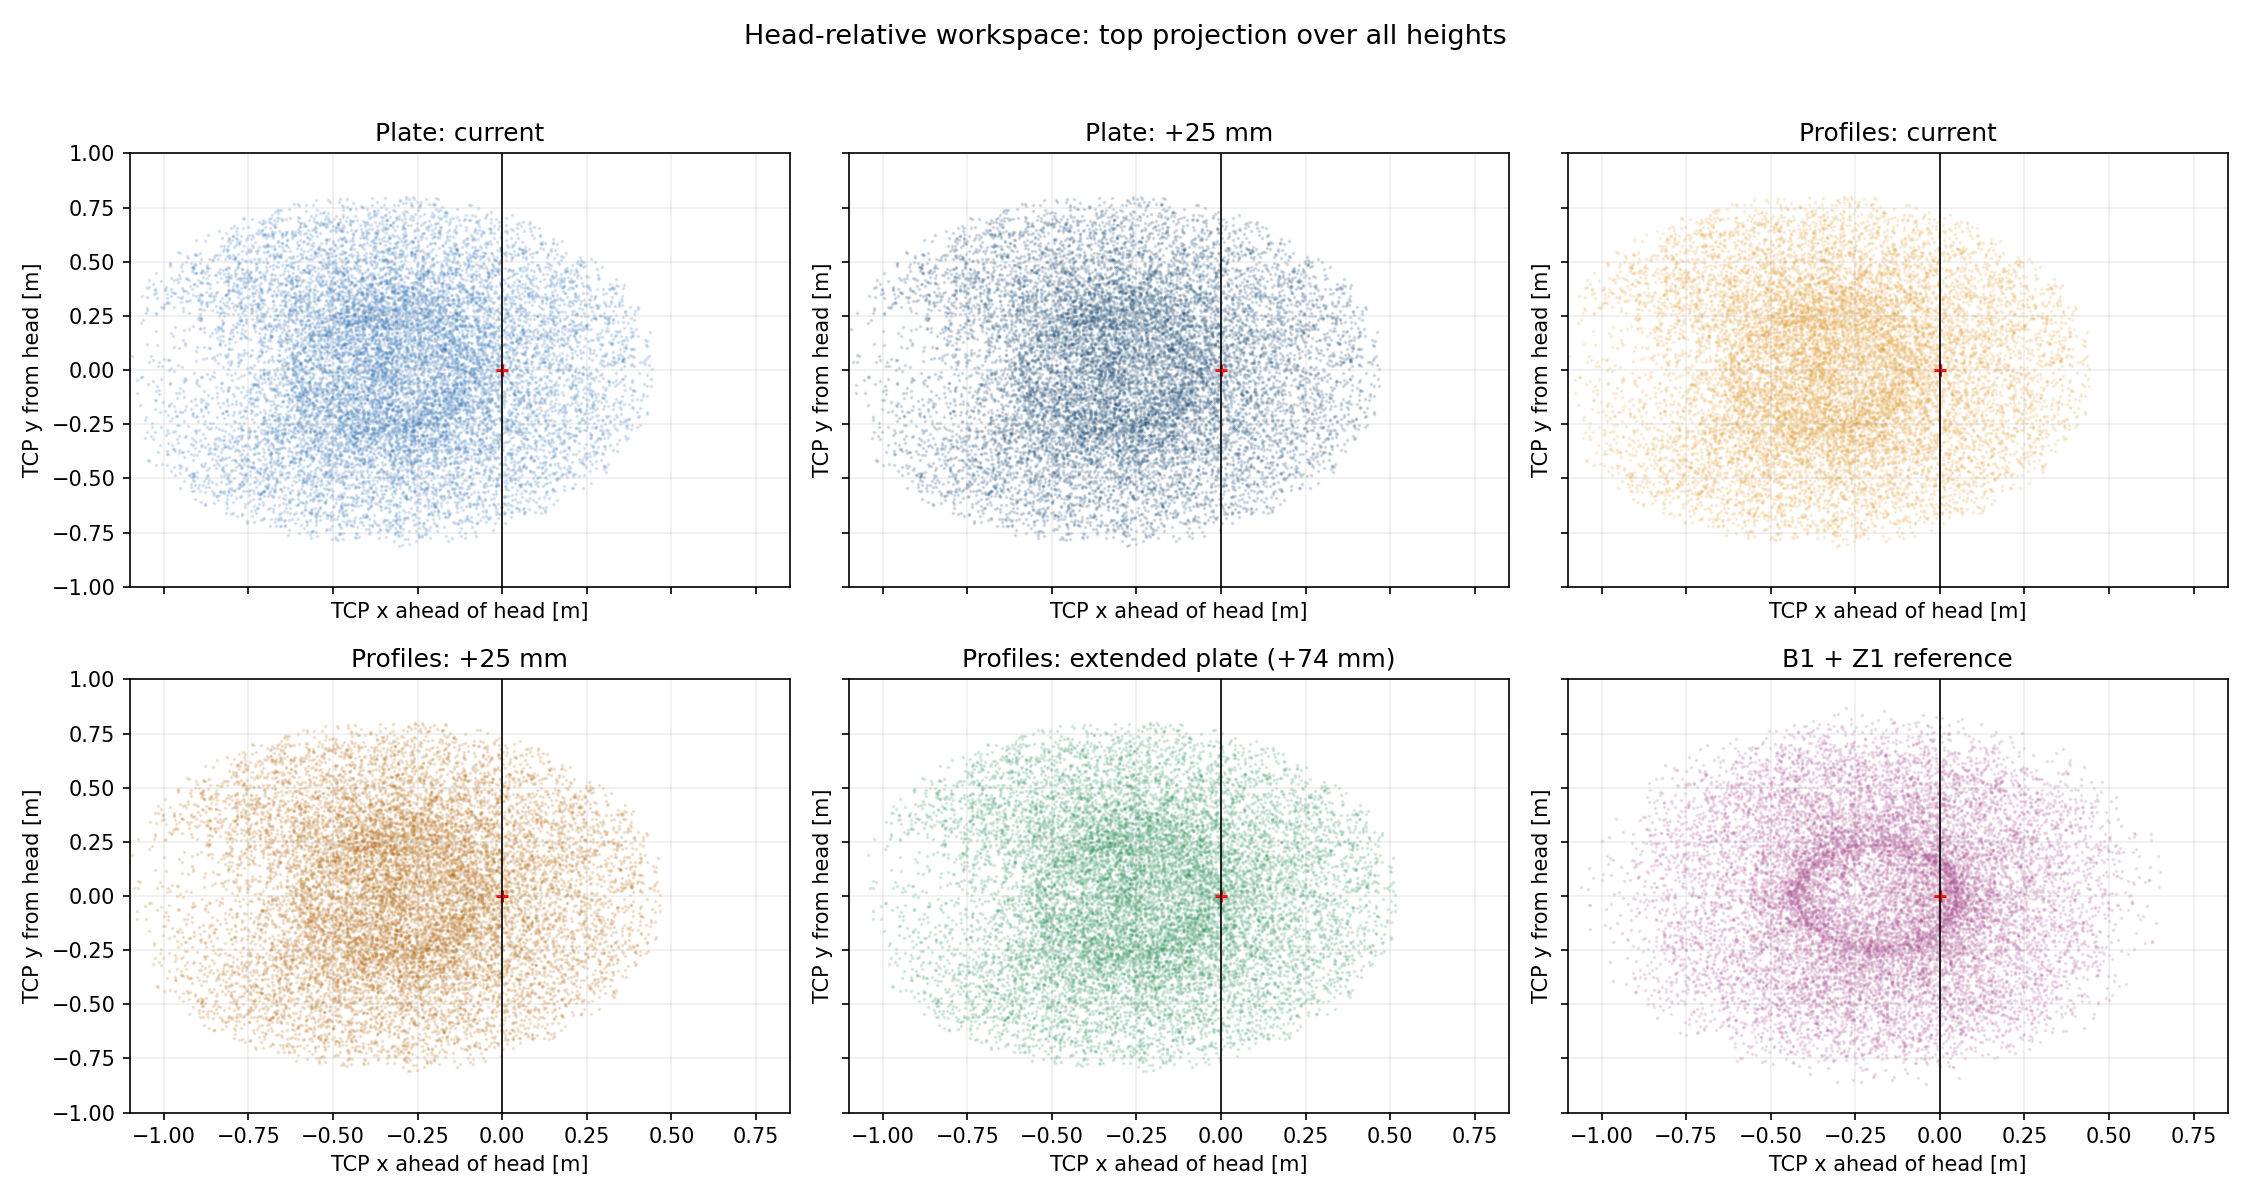 Head-relative workspace: top projection over all heights
Plate: current
Plate: +25 mm
Profiles: current
1.00
0.75
0.50
0.25
0.00
−0.25
−0.50
−0.75
−1.00
TCP y from head [m]
TCP y from head [m]
TCP y from head [m]
TCP x ahead of head [m]
TCP x ahead of head [m]
TCP x ahead of head [m]
Profiles: +25 mm
Profiles: extended plate (+74 mm)
B1 + Z1 reference
1.00
0.75
0.50
0.25
0.00
−0.25
−0.50
−0.75
−1.00
TCP y from head [m]
TCP y from head [m]
TCP y from head [m]
−1.00 −0.75 −0.50 −0.25 0.00 0.25 0.50 0.75
−1.00 −0.75 −0.50 −0.25 0.00 0.25 0.50 0.75
−1.00 −0.75 −0.50 −0.25 0.00 0.25 0.50 0.75
TCP x ahead of head [m]
TCP x ahead of head [m]
TCP x ahead of head [m]